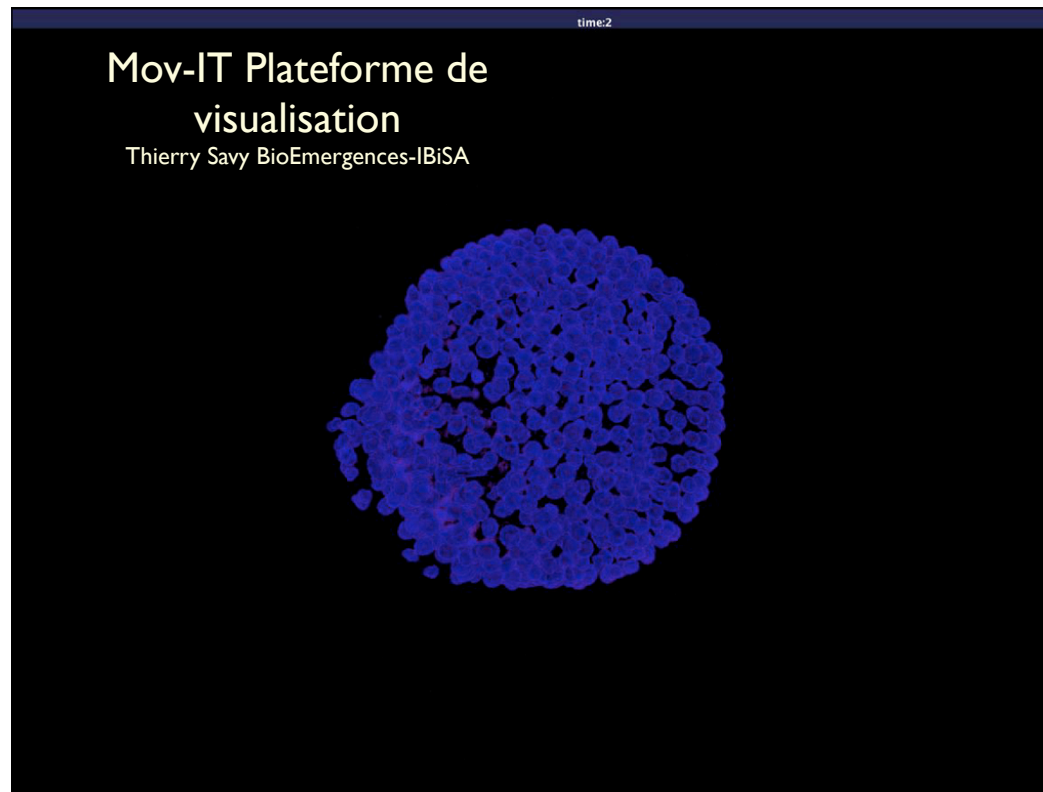 time:2
Mov-IT Plateforme de
visualisation
Thierry Savy BioEmergences-IBiSA